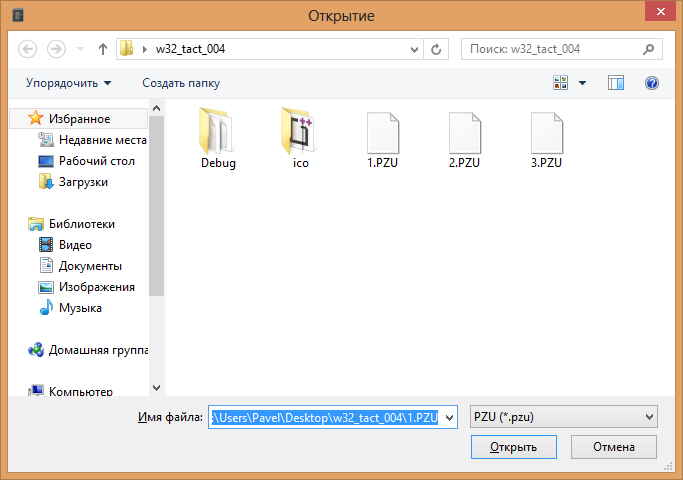 Открытие
w32_tact_004
Поиск: w32_tact_004
Упорядочить
Создать папку
Избранное
Недавние места
Рабочий стол
Загрузки
Библиотеки
Видео
Документы
Изображения
Музыка
Домашняя группа
Компьютер
Debug
ico
1.PZU
2.PZU
3.PZU
Имя файла:
:\Users\Pavel\Desktop\w32_tact_004\1.PZU
PZU (*.pzu)
Открыть
Отмена